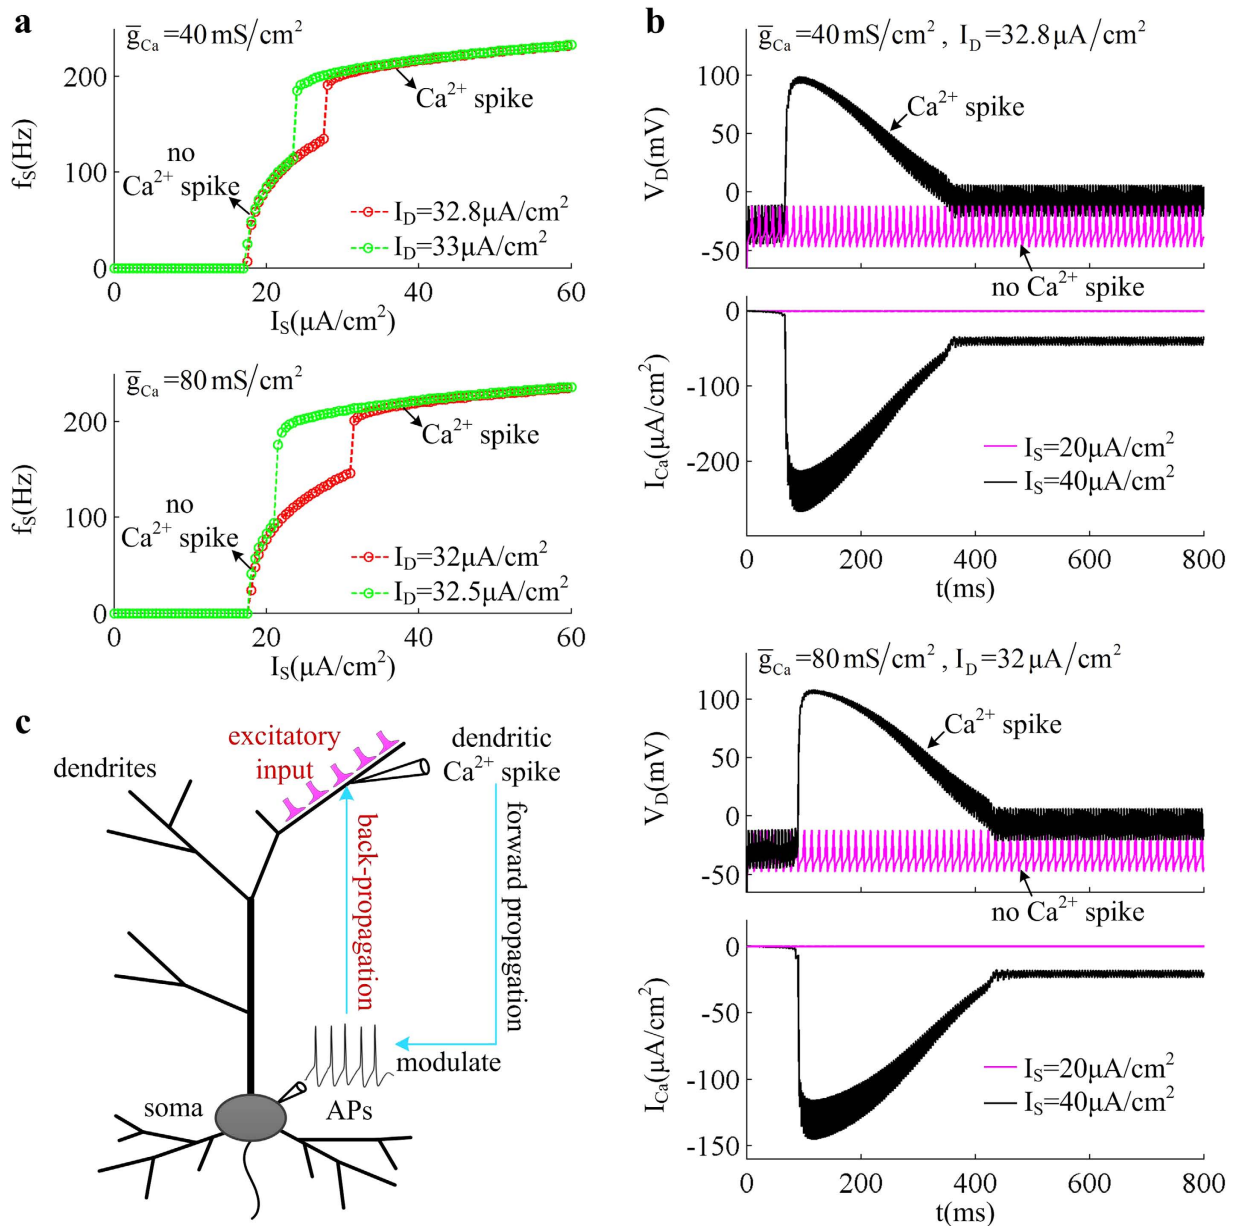 a
g̅Ca=40 mS/cm²
200
100
0
fS(Hz)
Ca²⁺ spike
no
Ca²⁺ spike
ID=32.8μA/cm²
ID=33μA/cm²
0 20 40 60
IS(μA/cm²)
g̅Ca=80 mS/cm²
200
100
0
fS(Hz)
Ca²⁺ spike
no
Ca²⁺ spike
ID=32μA/cm²
ID=32.5μA/cm²
0 20 40 60
IS(μA/cm²)
b
g̅Ca=40 mS/cm² , ID=32.8μA/cm²
100
50
0
-50
VD(mV)
Ca²⁺ spike
no Ca²⁺ spike
0
-100
-200
ICa(μA/cm²)
IS=20μA/cm²
IS=40μA/cm²
0 200 400 600 800
t(ms)
g̅Ca=80 mS/cm² , ID=32 μA/cm²
100
50
0
-50
VD(mV)
Ca²⁺ spike
no Ca²⁺ spike
0
-50
-100
-150
ICa(μA/cm²)
IS=20μA/cm²
IS=40μA/cm²
0 200 400 600 800
t(ms)
c
dendrites
excitatory
input
dendritic
Ca²⁺ spike
back-propagation
forward propagation
modulate
soma
APs